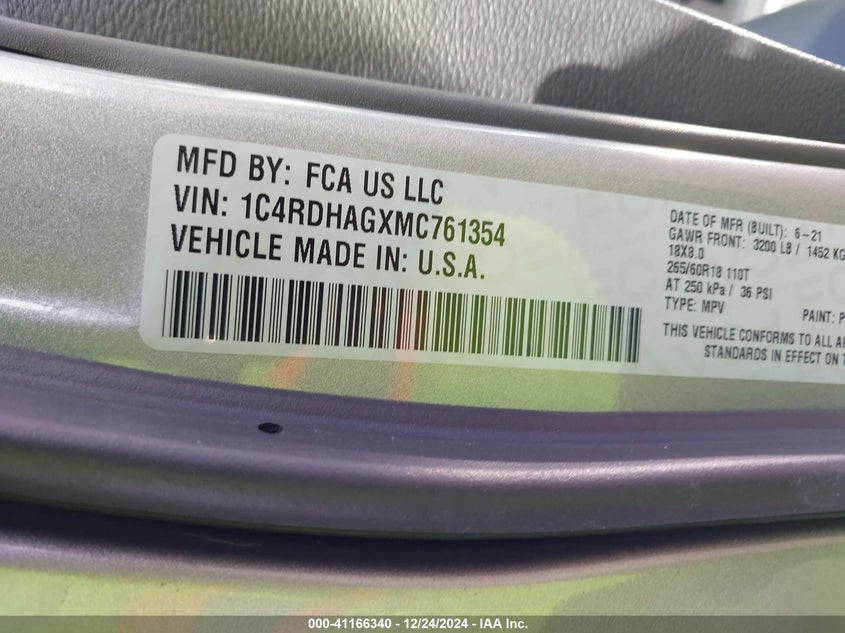 MFD BY: FCA US LLC
VIN: 1C4RDHAGXMC761354
VEHICLE MADE IN: U.S.A.
DATE OF MFR (BUILT): 6-21
GAWR FRONT: 3200 LB / 1452 KG
18X8.0
265/60R18 110T
AT 250 kPa / 36 PSI
TYPE: MPV PAINT: P
THIS VEHICLE CONFORMS TO ALL AP
STANDARDS IN EFFECT ON T
000-41166340 - 12/24/2024 - IAA Inc.